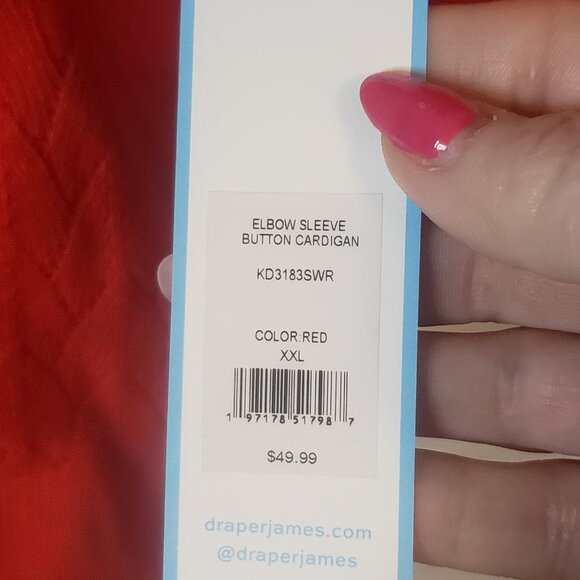 ELBOW SLEEVE
BUTTON CARDIGAN
KD3183SWR
COLOR:RED
XXL
1 97178 51798 7
$49.99
draperjames.com
@draperjames